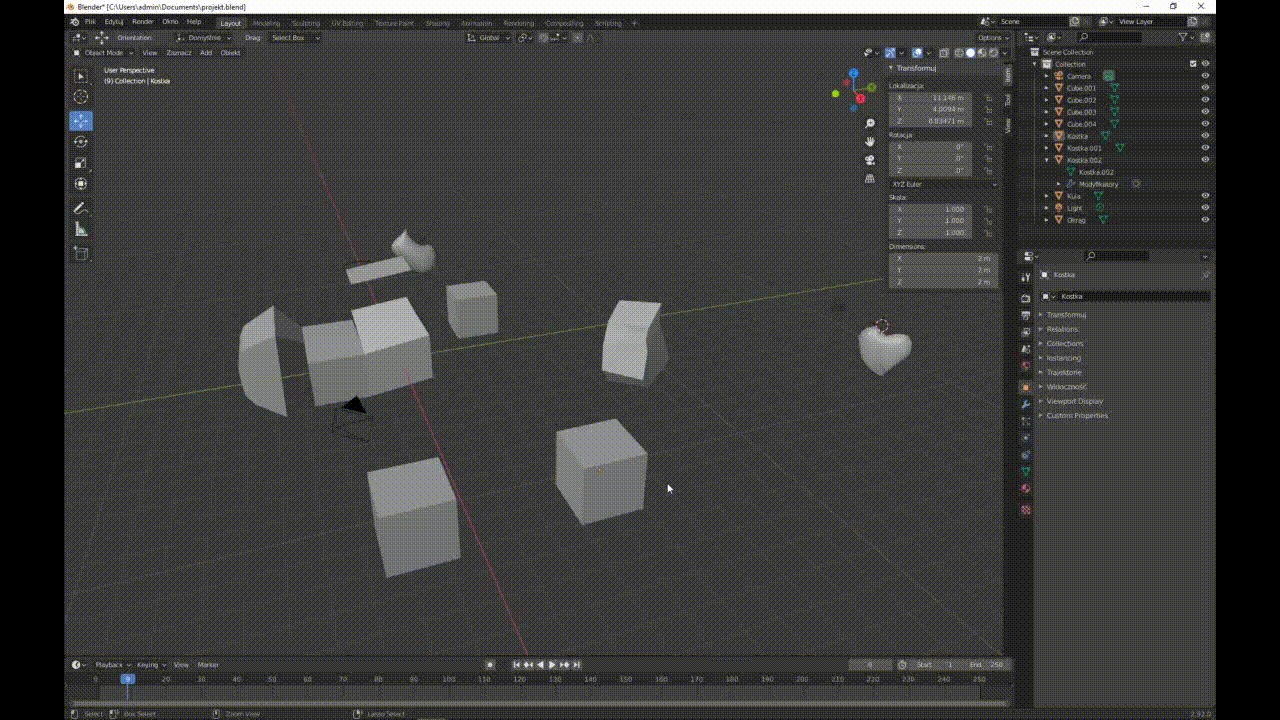 Blender* [C:\Users\admin\Documents\projekt.blend]
Plik Edytuj Render Okno Help Layout Modeling Sculpting UV Editing Texture Paint Shading Animation Rendering Compositing Scripting + Scene View Layer
Orientation: Domyślnie Drag: Select Box Global Options
Object Mode View Zaznacz Add Obiekt
User Perspective
(9) Collection | Kostka
Transformuj
Lokalizacja:
X 11.146 m
Y 4.0094 m
Z 0.83471 m
Rotacja:
X 0°
Y 0°
Z 0°
XYZ Euler
Skala:
X 1.000
Y 1.000
Z 1.000
Dimensions:
X 2 m
Y 2 m
Z 2 m
Item
Tool
View
Scene Collection
Collection
Camera
Cube.001
Cube.002
Cube.003
Cube.004
Kostka
Kostka.001
Kostka.002
Kostka.002
Modyfikatory
Kula
Light
Okrąg
Kostka
Kostka
Transformuj
Relations
Collections
Instancing
Trajektorie
Widoczność
Viewport Display
Custom Properties
Playback Keying View Marker Start 1 End 250
0 9 20 30 40 50 60 70 80 90 100 110 120 130 140 150 160 170 180 190 200 210 220 230 240 250
Select Box Select Zoom View Lasso Select 2.92.0